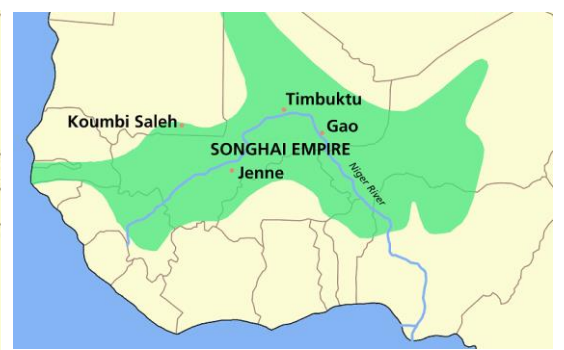 Timbuktu
Koumbi Saleh
Gao
SONGHAI EMPIRE
Jenne
Niger River